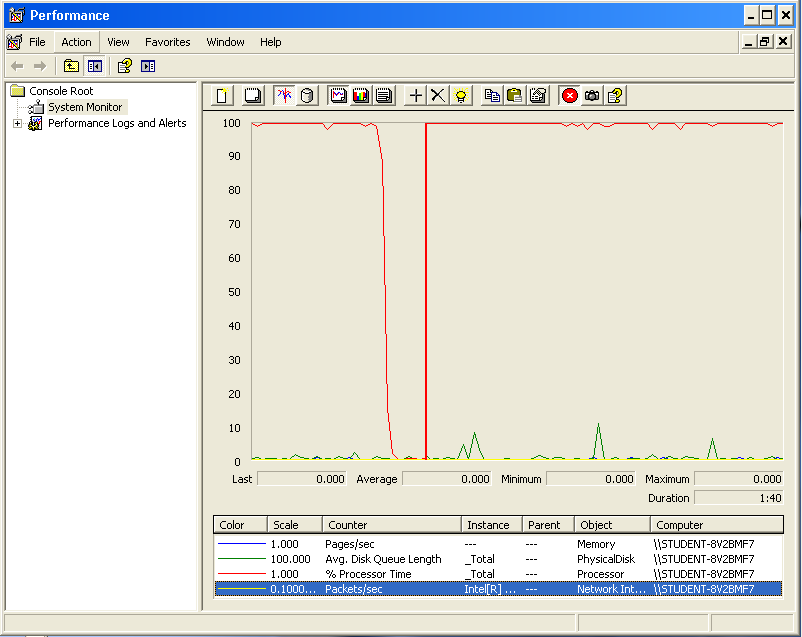 Performance
File Action View Favorites Window Help
Console Root
System Monitor
Performance Logs and Alerts
100
90
80
70
60
50
40
30
20
10
0
Last 0.000 Average 0.000 Minimum 0.000 Maximum 0.000
Duration 1:40
Color Scale Counter Instance Parent Object Computer
1.000 Pages/sec --- --- Memory \\STUDENT-8V2BMF7
100.000 Avg. Disk Queue Length _Total --- PhysicalDisk \\STUDENT-8V2BMF7
1.000 % Processor Time _Total --- Processor \\STUDENT-8V2BMF7
0.1000... Packets/sec Intel[R] ... --- Network Int... \\STUDENT-8V2BMF7